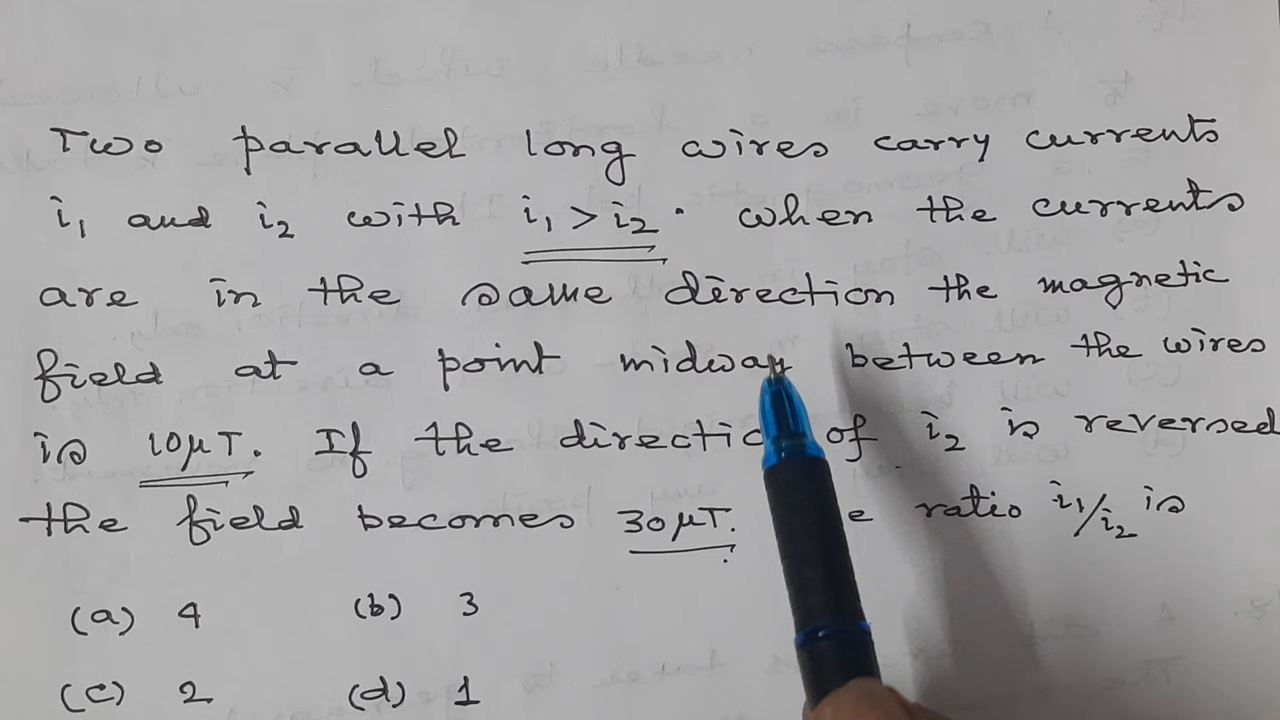 Two parallel long wires carry currents
i₁ and i₂ with i₁ > i₂. when the currents
are in the same direction the magnetic
field at a point midway between the wires
is 10μT. If the directio of i₂ is reversed
the field becomes 30μT. e ratio i₁/i₂ is
(a) 4 (b) 3
(c) 2 (d) 1